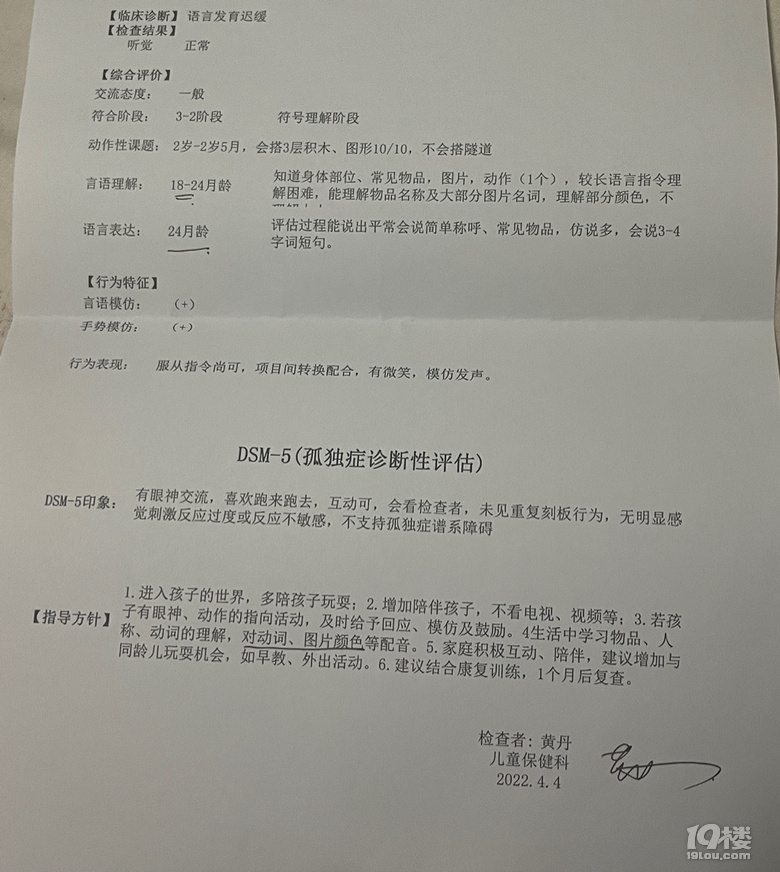 【临床诊断】 语言发育迟缓
【检查结果】
听觉 正常
【综合评价】
交流态度： 一般
符合阶段： 3-2阶段 符号理解阶段
动作性课题： 2岁-2岁5月，会搭3层积木、图形10/10，不会搭隧道
言语理解： 18-24月龄 知道身体部位、常见物品，图片，动作（1个），较长语言指令理
解困难，能理解物品名称及大部分图片名词，理解部分颜色，不
语言表达： 24月龄 评估过程能说出平常会说简单称呼、常见物品，仿说多，会说3-4
字词短句。
【行为特征】
言语模仿： （+）
手势模仿： （+）
行为表现： 服从指令尚可，项目间转换配合，有微笑，模仿发声。
DSM-5(孤独症诊断性评估)
DSM-5印象： 有眼神交流，喜欢跑来跑去，互动可，会看检查者，未见重复刻板行为，无明显感
觉刺激反应过度或反应不敏感，不支持孤独症谱系障碍
【指导方针】 1.进入孩子的世界，多陪孩子玩耍；2.增加陪伴孩子，不看电视、视频等；3.若孩
子有眼神、动作的指向活动，及时给予回应、模仿及鼓励。4生活中学习物品、人
称、动词的理解，对动词、图片颜色等配音。5.家庭积极互动、陪伴，建议增加与
同龄儿玩耍机会，如早教、外出活动。6.建议结合康复训练，1个月后复查。
检查者：黄丹
儿童保健科
2022.4.4
19楼
19lou.com